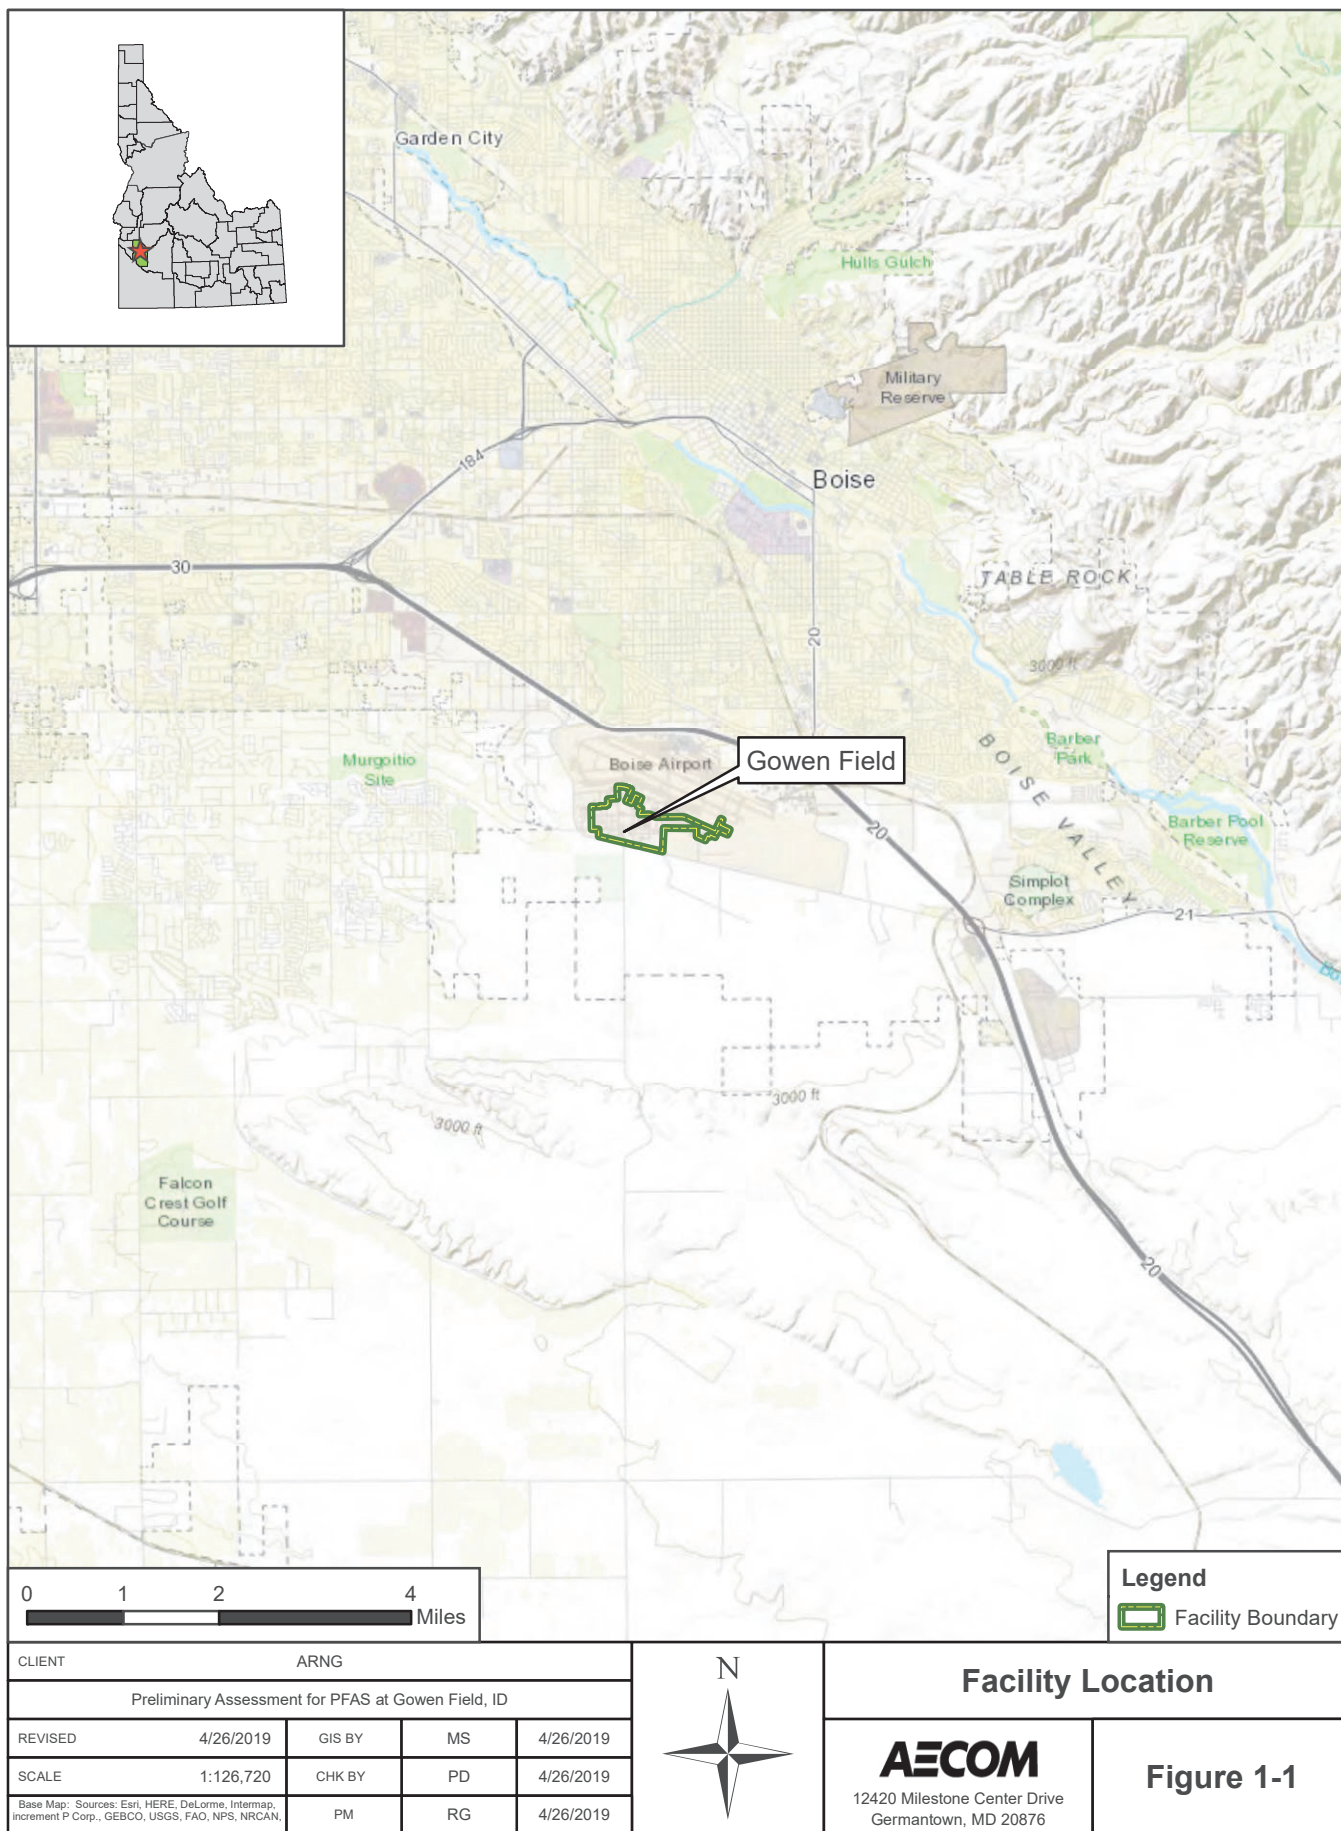 Garden City
Hulls Gulch
Military
Reserve
184
Boise
30
TABLE ROCK
20
3000 ft
Murgoitio
Site
Boise Airport
Gowen Field
BOISE VALLEY
Barber
Park
20
Barber Pool
Reserve
Simplot
Complex
21
3000 ft
3000 ft
Falcon
Crest Golf
Course
20
0 1 2 4
Miles
Legend
Facility Boundary
CLIENT ARNG
Preliminary Assessment for PFAS at Gowen Field, ID
REVISED 4/26/2019 GIS BY MS 4/26/2019
SCALE 1:126,720 CHK BY PD 4/26/2019
Base Map: Sources: Esri, HERE, DeLorme, Intermap,
increment P Corp., GEBCO, USGS, FAO, NPS, NRCAN,
PM RG 4/26/2019
N
Facility Location
AECOM
12420 Milestone Center Drive
Germantown, MD 20876
Figure 1-1